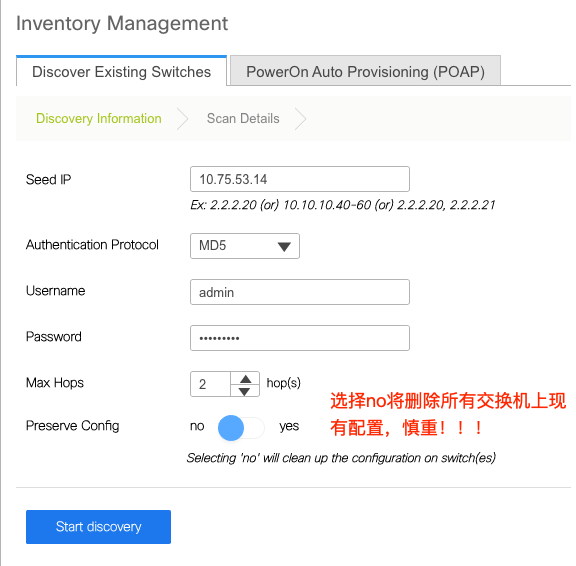 Inventory Management
Discover Existing Switches
PowerOn Auto Provisioning (POAP)
Discovery Information
Scan Details
Seed IP
10.75.53.14
Ex: 2.2.2.20 (or) 10.10.10.40-60 (or) 2.2.2.20, 2.2.2.21
Authentication Protocol
MD5
Username
admin
Password
•••••••••
Max Hops
2
hop(s)
Preserve Config
no
yes
选择no将删除所有交换机上现
有配置，慎重！！！
Selecting 'no' will clean up the configuration on switch(es)
Start discovery